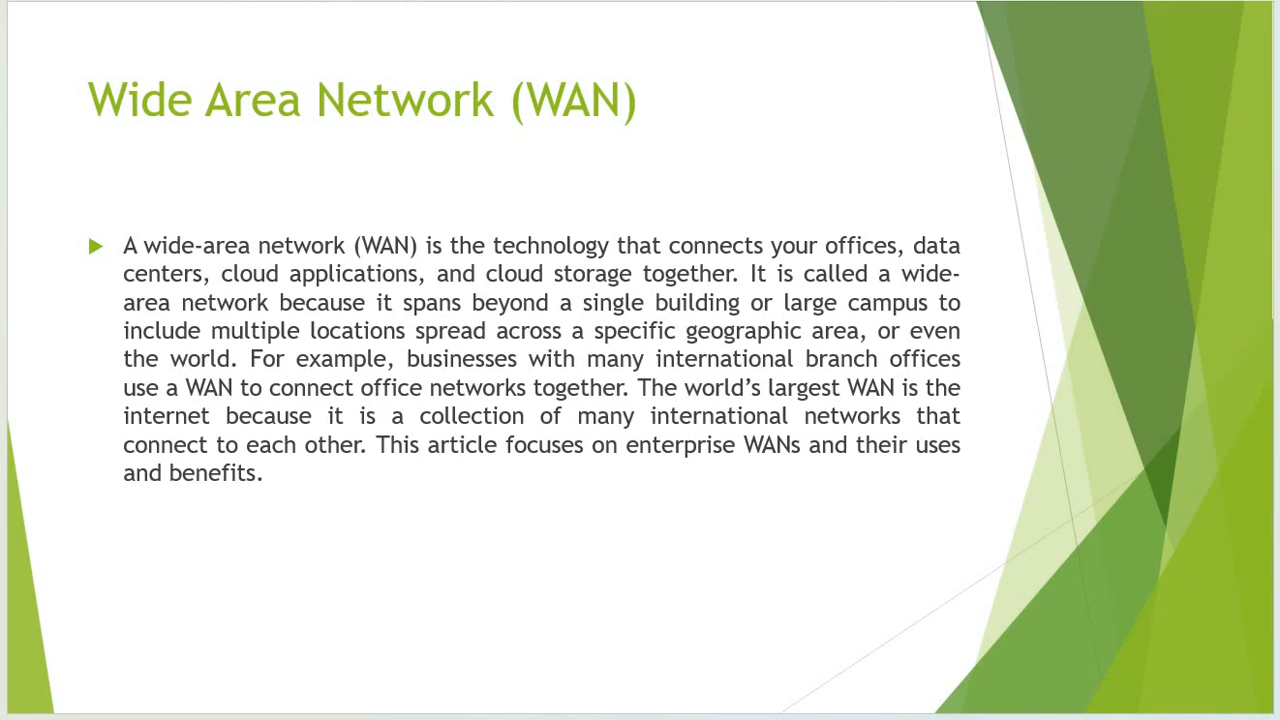 Wide Area Network (WAN)
A wide-area network (WAN) is the technology that connects your offices, data
centers, cloud applications, and cloud storage together. It is called a wide-
area network because it spans beyond a single building or large campus to
include multiple locations spread across a specific geographic area, or even
the world. For example, businesses with many international branch offices
use a WAN to connect office networks together. The world’s largest WAN is the
internet because it is a collection of many international networks that
connect to each other. This article focuses on enterprise WANs and their uses
and benefits.